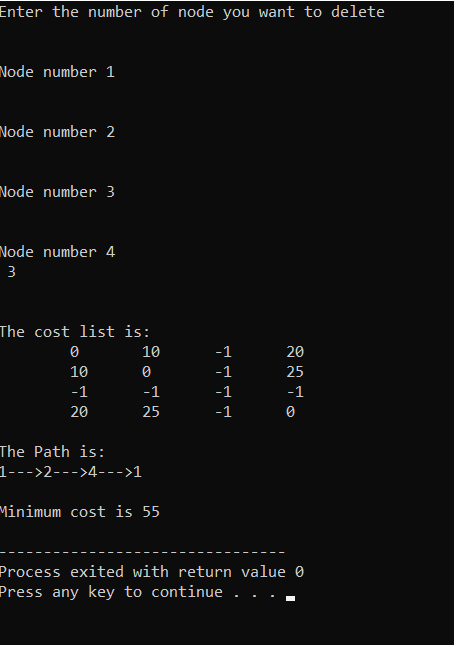 Enter the number of node you want to delete
Node number 1
Node number 2
Node number 3
Node number 4
3
The cost list is:
0 10 -1 20
10 0 -1 25
-1 -1 -1 -1
20 25 -1 0
The Path is:
1--->2--->4--->1
Minimum cost is 55
--------------------------------
Process exited with return value 0
Press any key to continue . . .